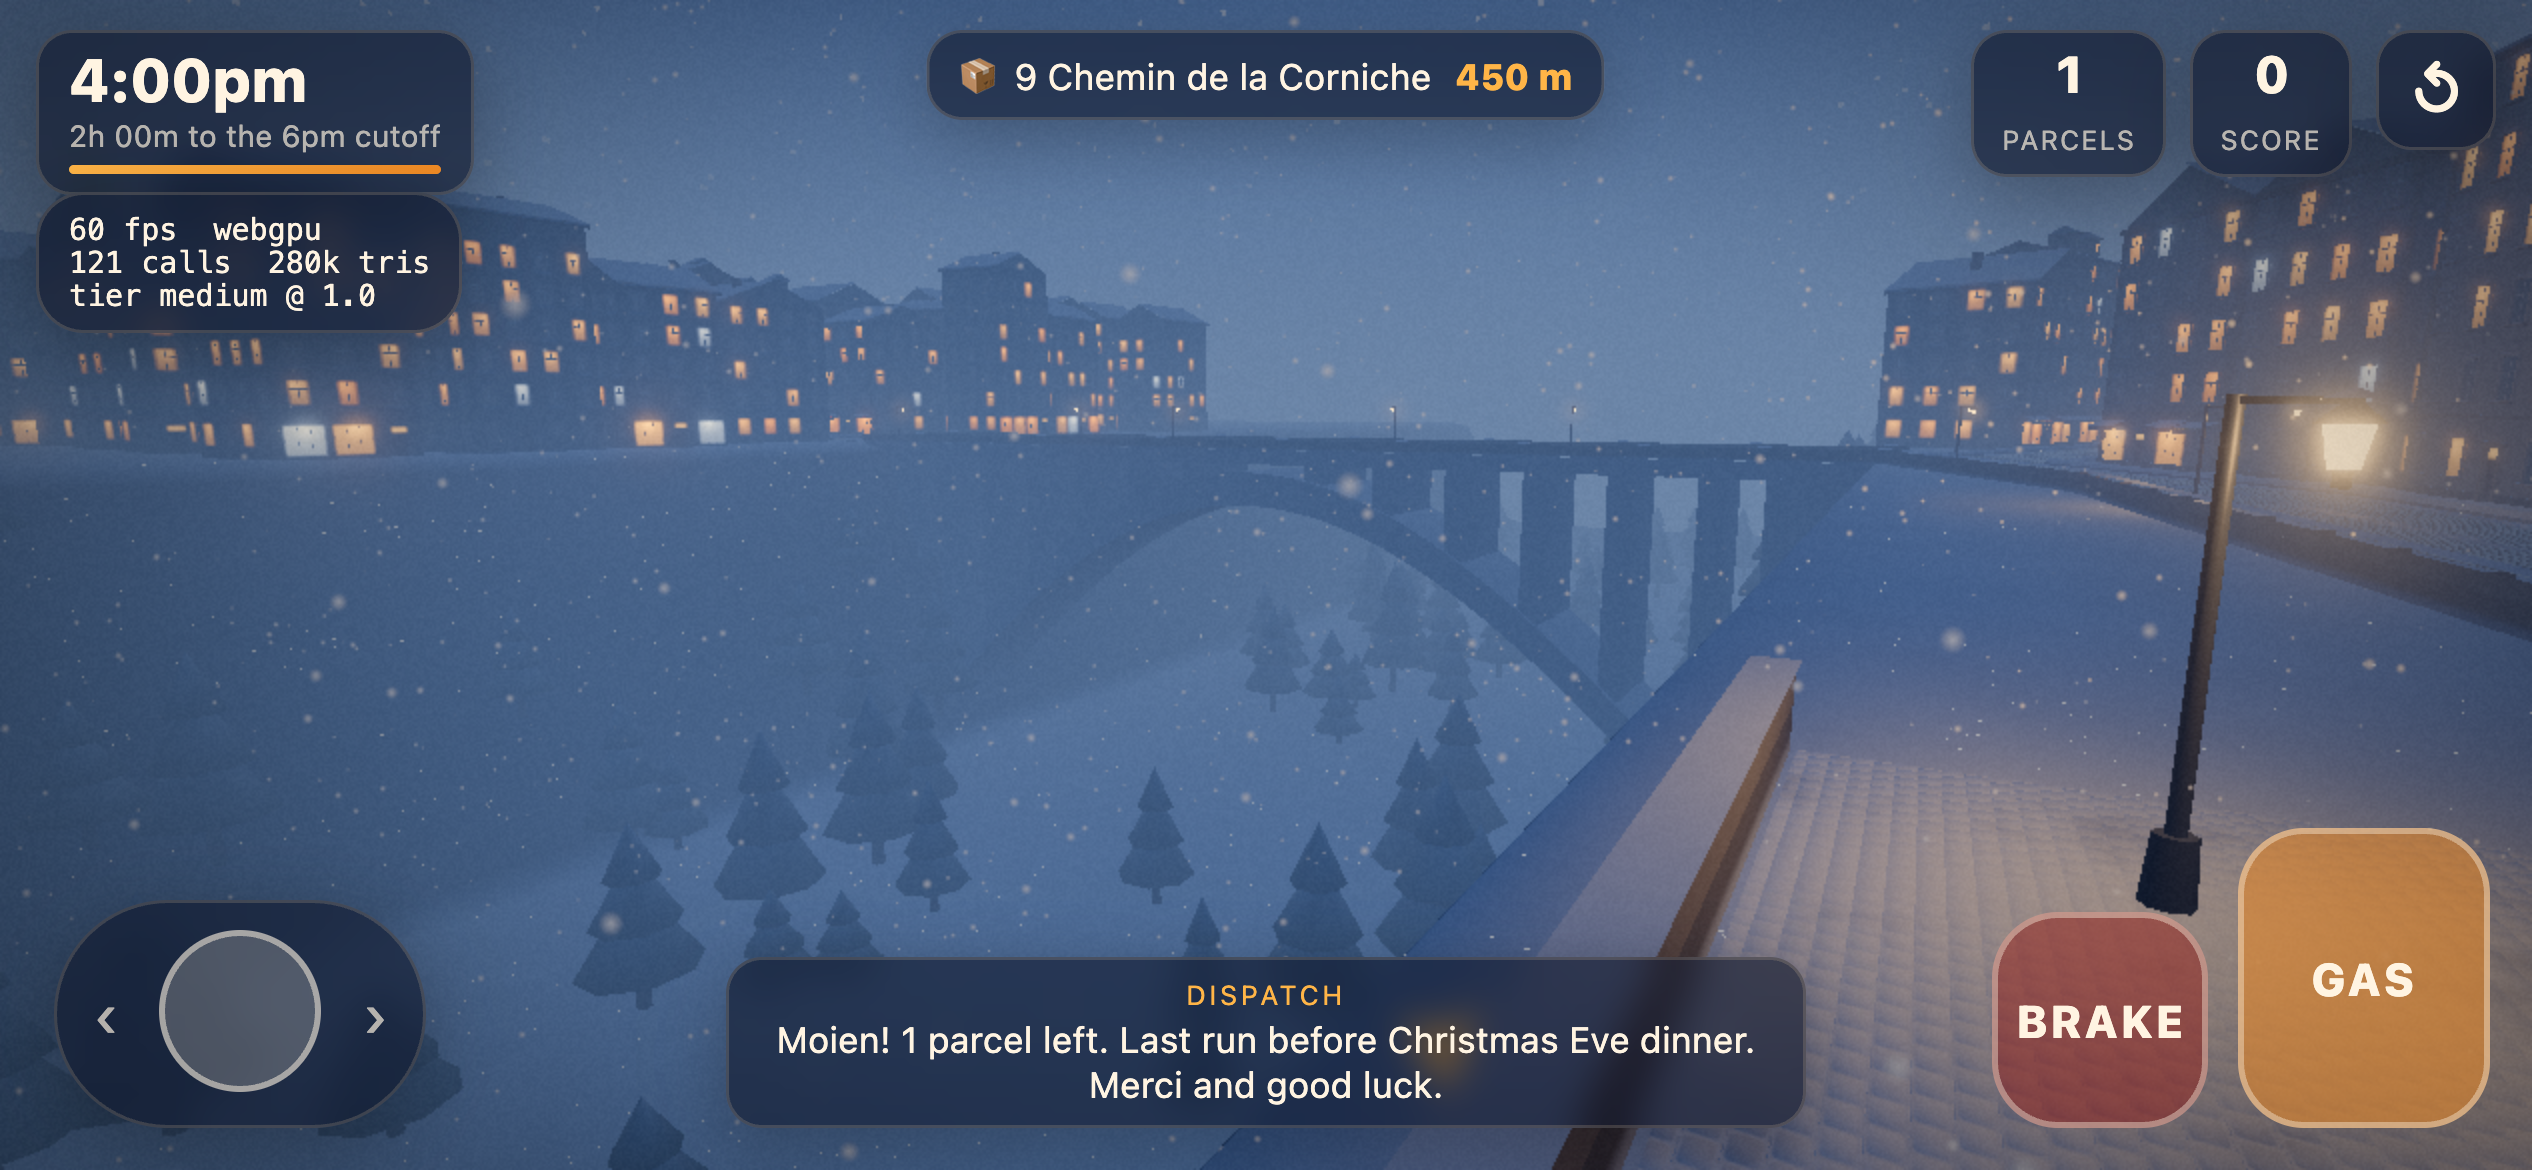 4:00pm
2h 00m to the 6pm cutoff
60 fps webgpu
121 calls 280k tris
tier medium @ 1.0
9 Chemin de la Corniche 450 m
1
PARCELS
0
SCORE
DISPATCH
Moien! 1 parcel left. Last run before Christmas Eve dinner.
Merci and good luck.
BRAKE
GAS